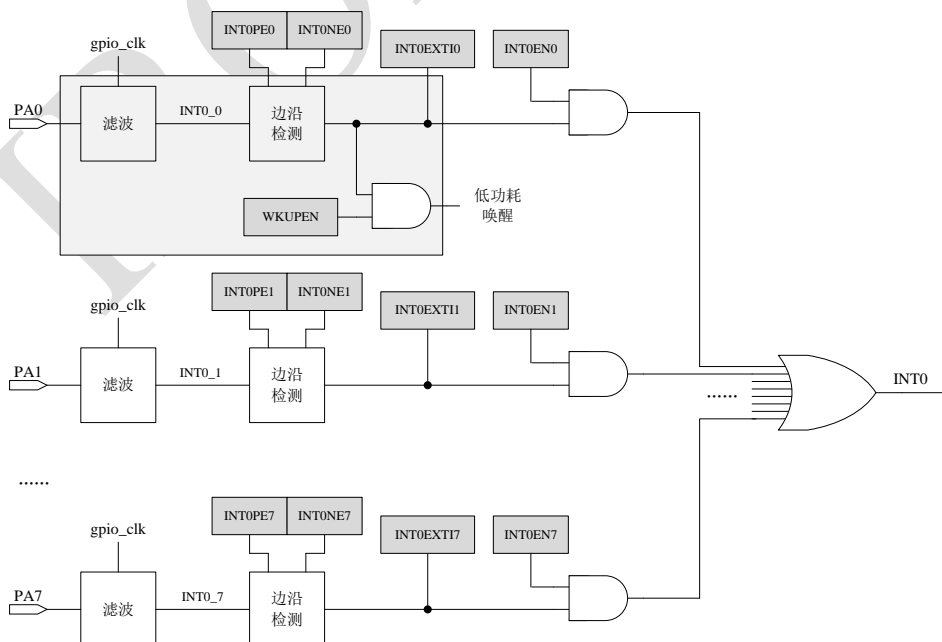 INT0PE0 INT0NE0 INT0EXTI0 INT0EN0
gpio_clk
PA0
滤波
INT0_0
边沿
检测
WKUPEN
低功耗
唤醒
INT0PE1 INT0NE1 INT0EXTI1 INT0EN1
gpio_clk
PA1
滤波
INT0_1
边沿
检测
......
INT0
......
INT0PE7 INT0NE7 INT0EXTI7 INT0EN7
gpio_clk
PA7
滤波
INT0_7
边沿
检测